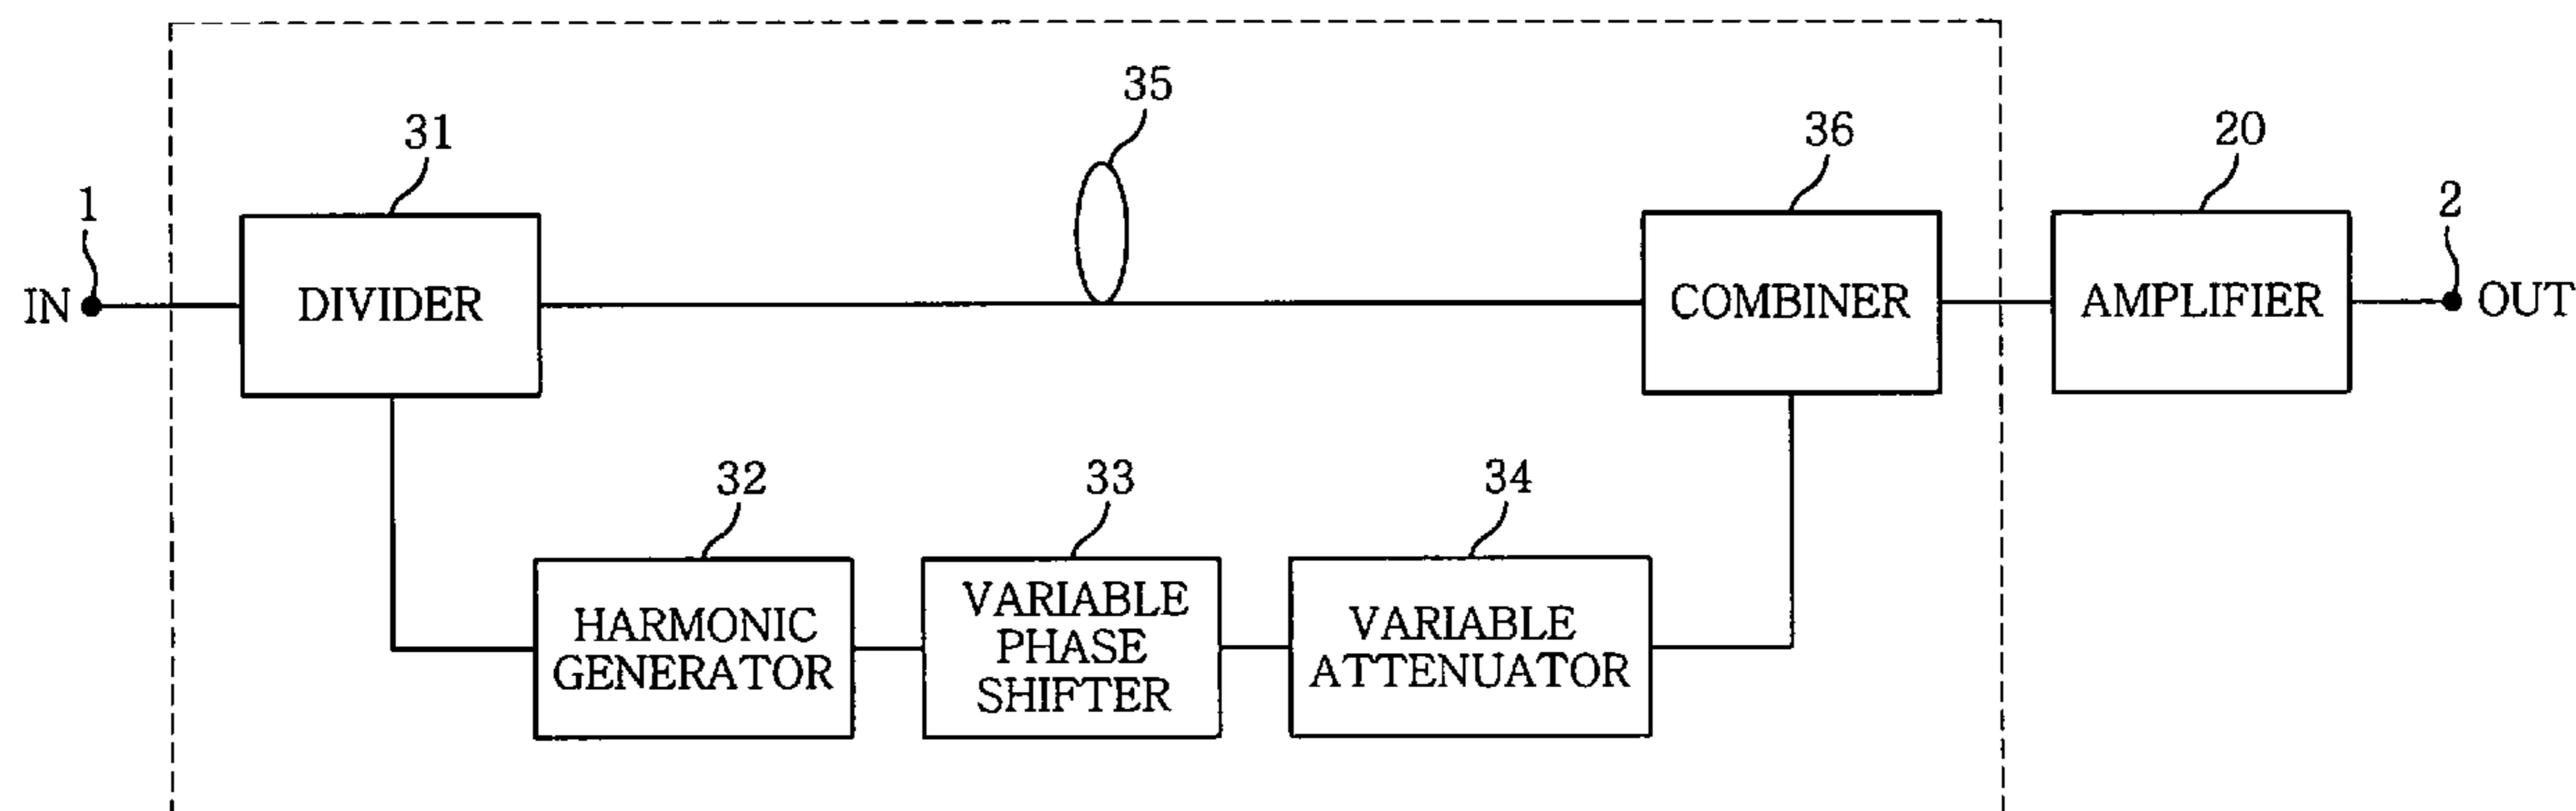 35
31
36
20
1
2
IN
DIVIDER
COMBINER
AMPLIFIER
OUT
32
33
34
HARMONIC
GENERATOR
VARIABLE
PHASE
SHIFTER
VARIABLE
ATTENUATOR